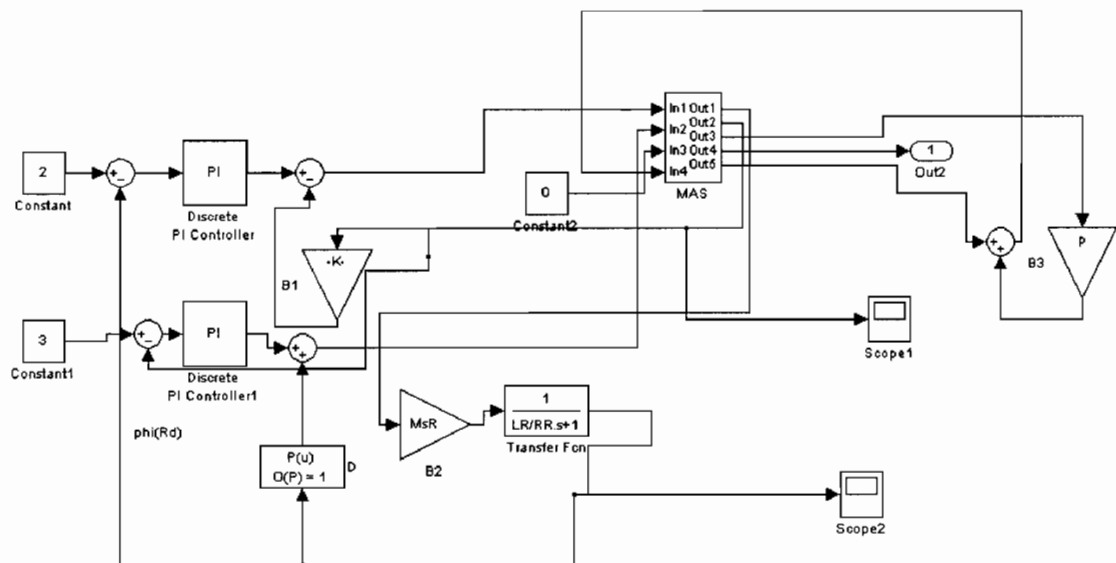 2
Constant
+
-
PI
Discrete
PI Controller
+
-
In1
In2
In3
In4
Out1
Out2
Out3
Out4
Out5
MAS
1
Out2
0
Constant2
-K-
B1
+
+
B3
P
3
Constant1
+
-
PI
Discrete
PI Controller1
+
+
Scope1
phi(Rd)
MsR
B2
1
LR/RR.s+1
Transfer Fcn
P(u)
O(P) = 1
D
Scope2